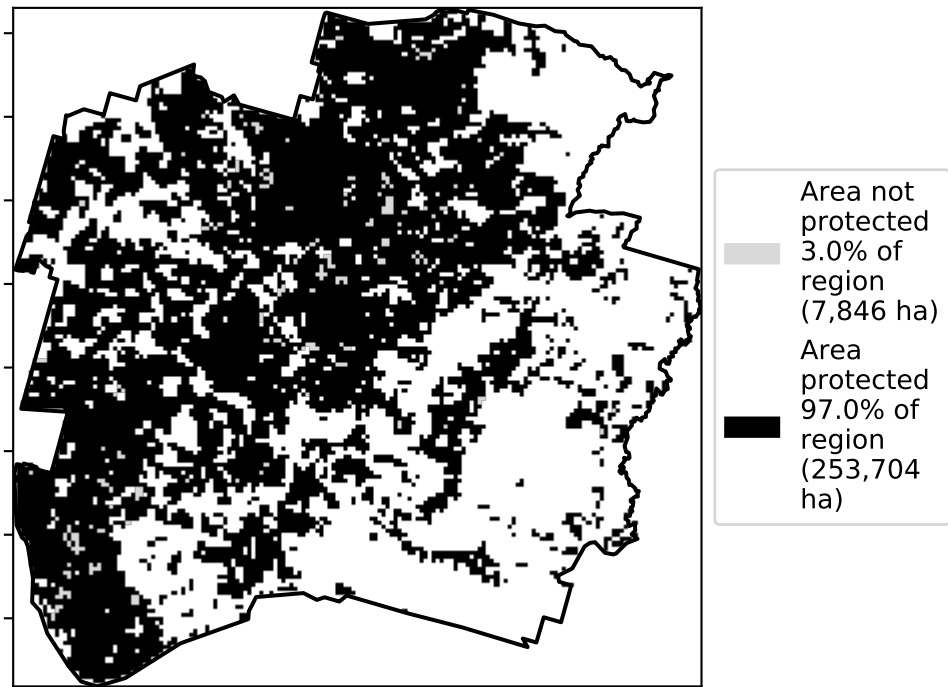 Area not
protected
3.0% of
region
(7,846 ha)
Area
protected
97.0% of
region
(253,704
ha)